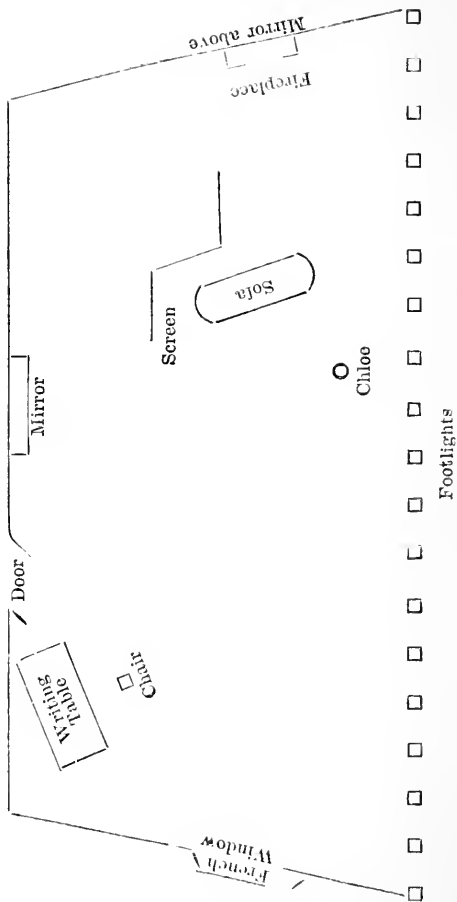 Mirror above
Fireplace
Screen
Sofa
Mirror
Chloe
Door
Writing
Table
Chair
French
Window
Footlights